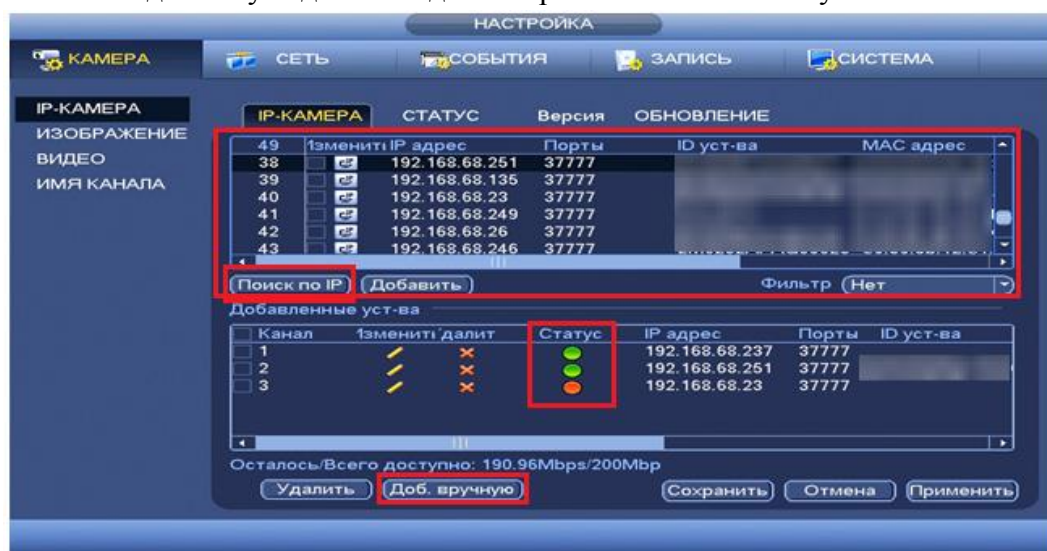 НАСТРОЙКА
КАМЕРА СЕТЬ СОБЫТИЯ ЗАПИСЬ СИСТЕМА
IP-КАМЕРА
ИЗОБРАЖЕНИЕ
ВИДЕО
ИМЯ КАНАЛА
IP-КАМЕРА СТАТУС Версия ОБНОВЛЕНИЕ
49 Изменить IP адрес Порты ID уст-ва MAC адрес
38 192.168.68.251 37777
39 192.168.68.135 37777
40 192.168.68.23 37777
41 192.168.68.249 37777
42 192.168.68.26 37777
43 192.168.68.246 37777
Поиск по IP Добавить Фильтр Нет
Добавленные уст-ва
Канал Статус IP адрес Порты ID уст-ва
1 192.168.68.237 37777
2 192.168.68.251 37777
3 192.168.68.23 37777
Осталось/Всего доступно: 190.96Mbps/200Mbp
Удалить Доб. вручную Сохранить Отмена Применить